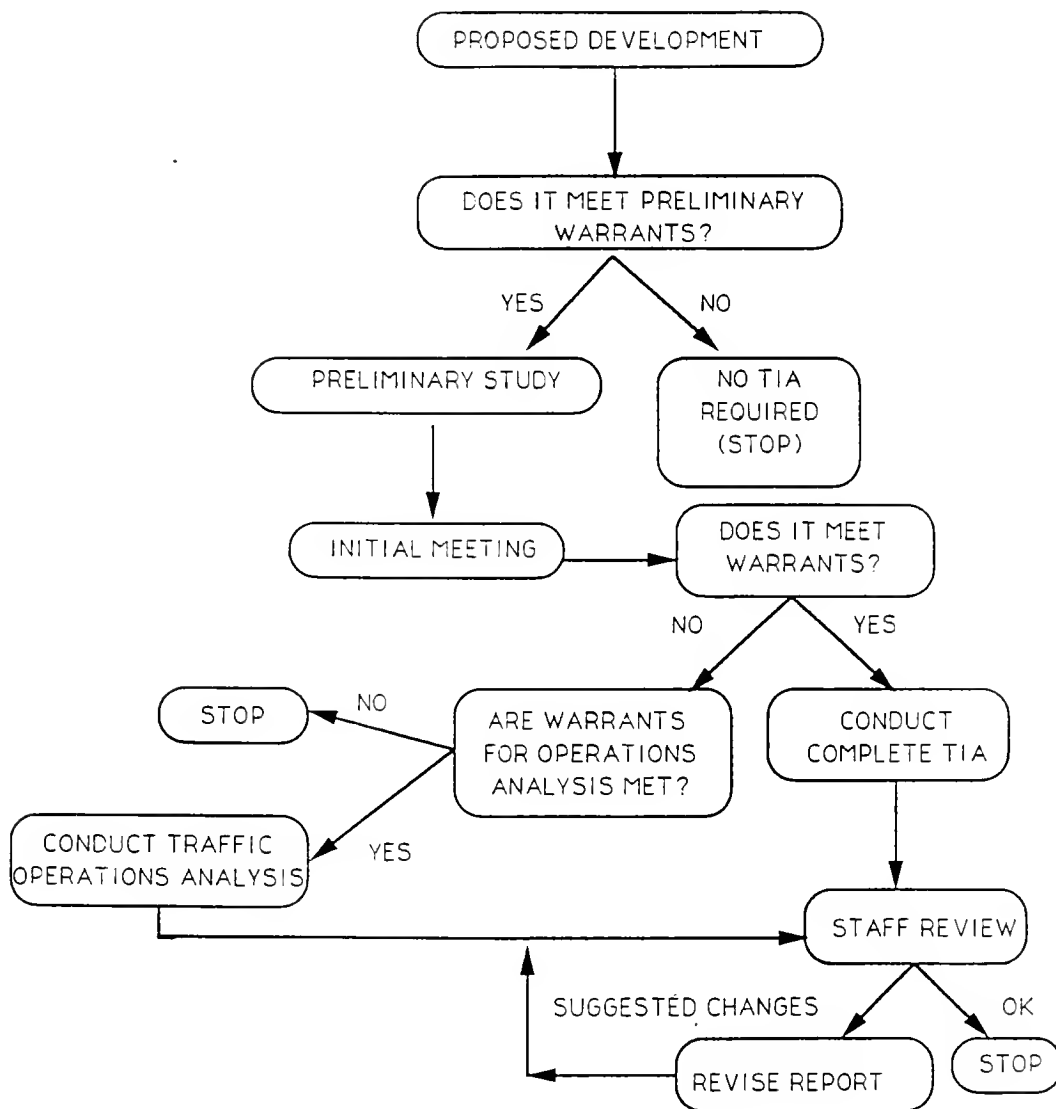 PROPOSED DEVELOPMENT
DOES IT MEET PRELIMINARY
WARRANTS?
YES
NO
PRELIMINARY STUDY
NO TIA
REQUIRED
(STOP)
INITIAL MEETING
DOES IT MEET
WARRANTS?
NO
YES
STOP
NO
ARE WARRANTS
FOR OPERATIONS
ANALYSIS MET?
CONDUCT
COMPLETE TIA
CONDUCT TRAFFIC
OPERATIONS ANALYSIS
YES
STAFF REVIEW
SUGGESTED CHANGES
OK
REVISE REPORT
STOP